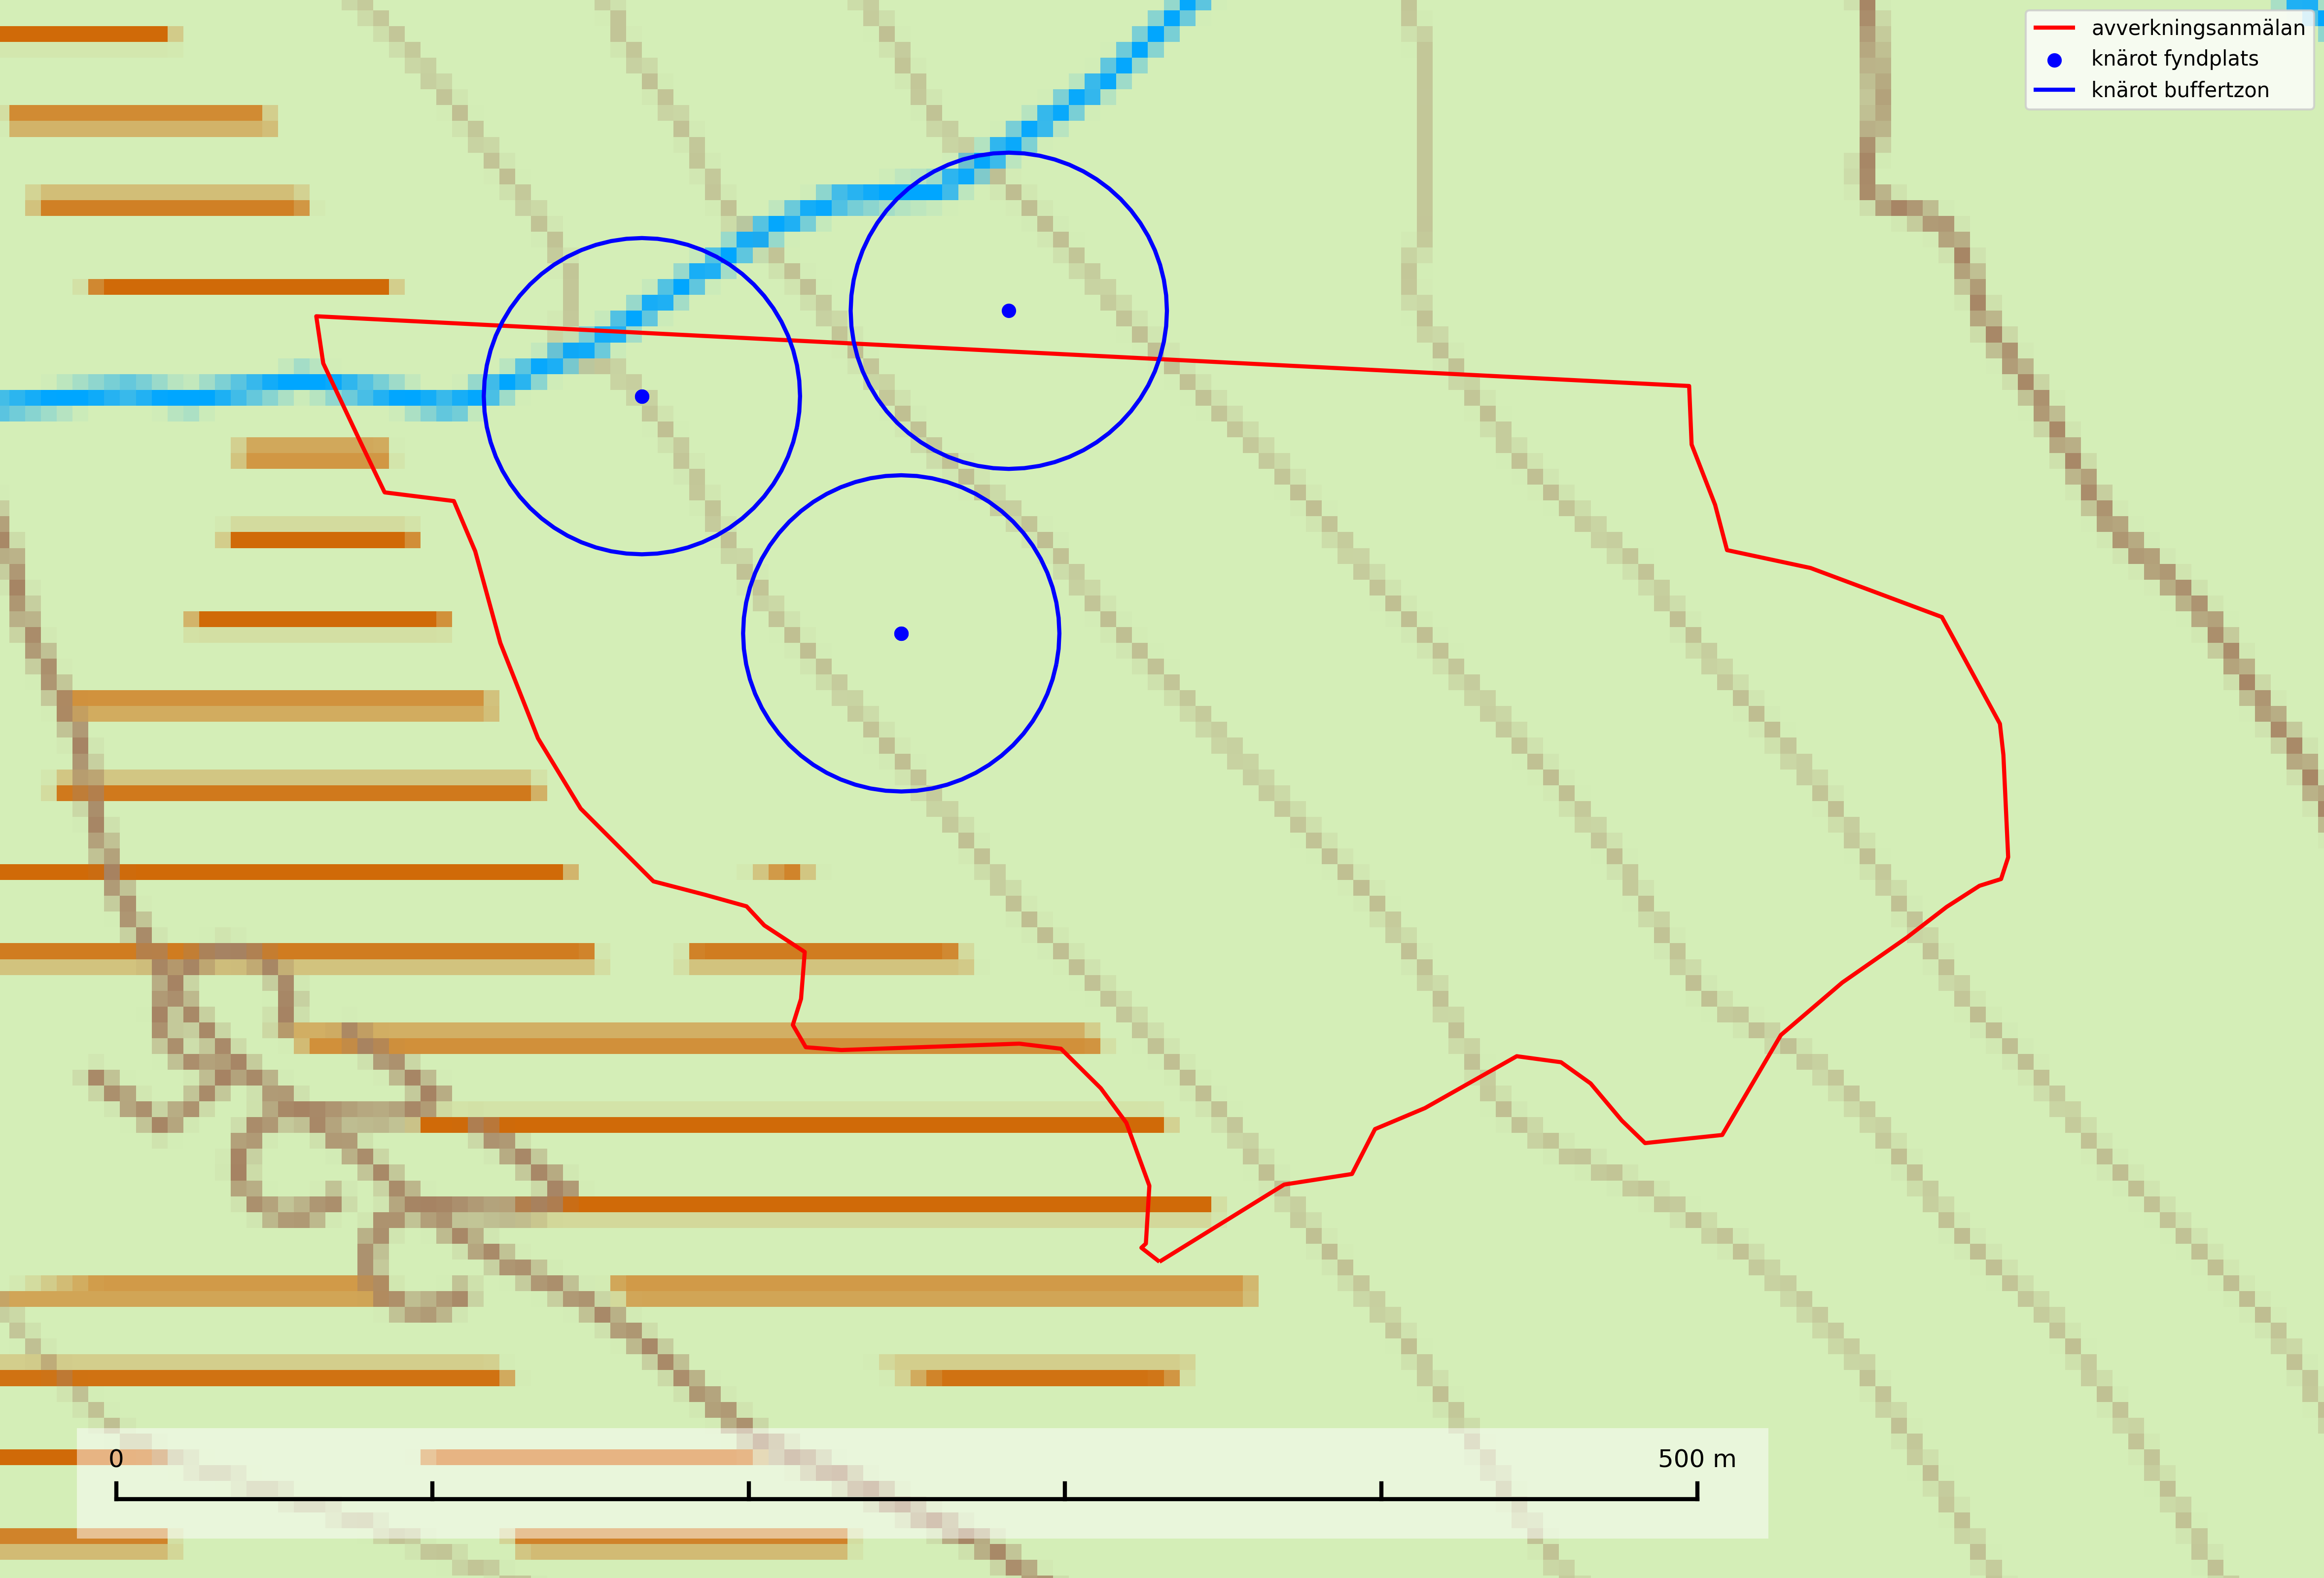 avverkningsanmälan
knärot fyndplats
knärot buffertzon
0
500 m